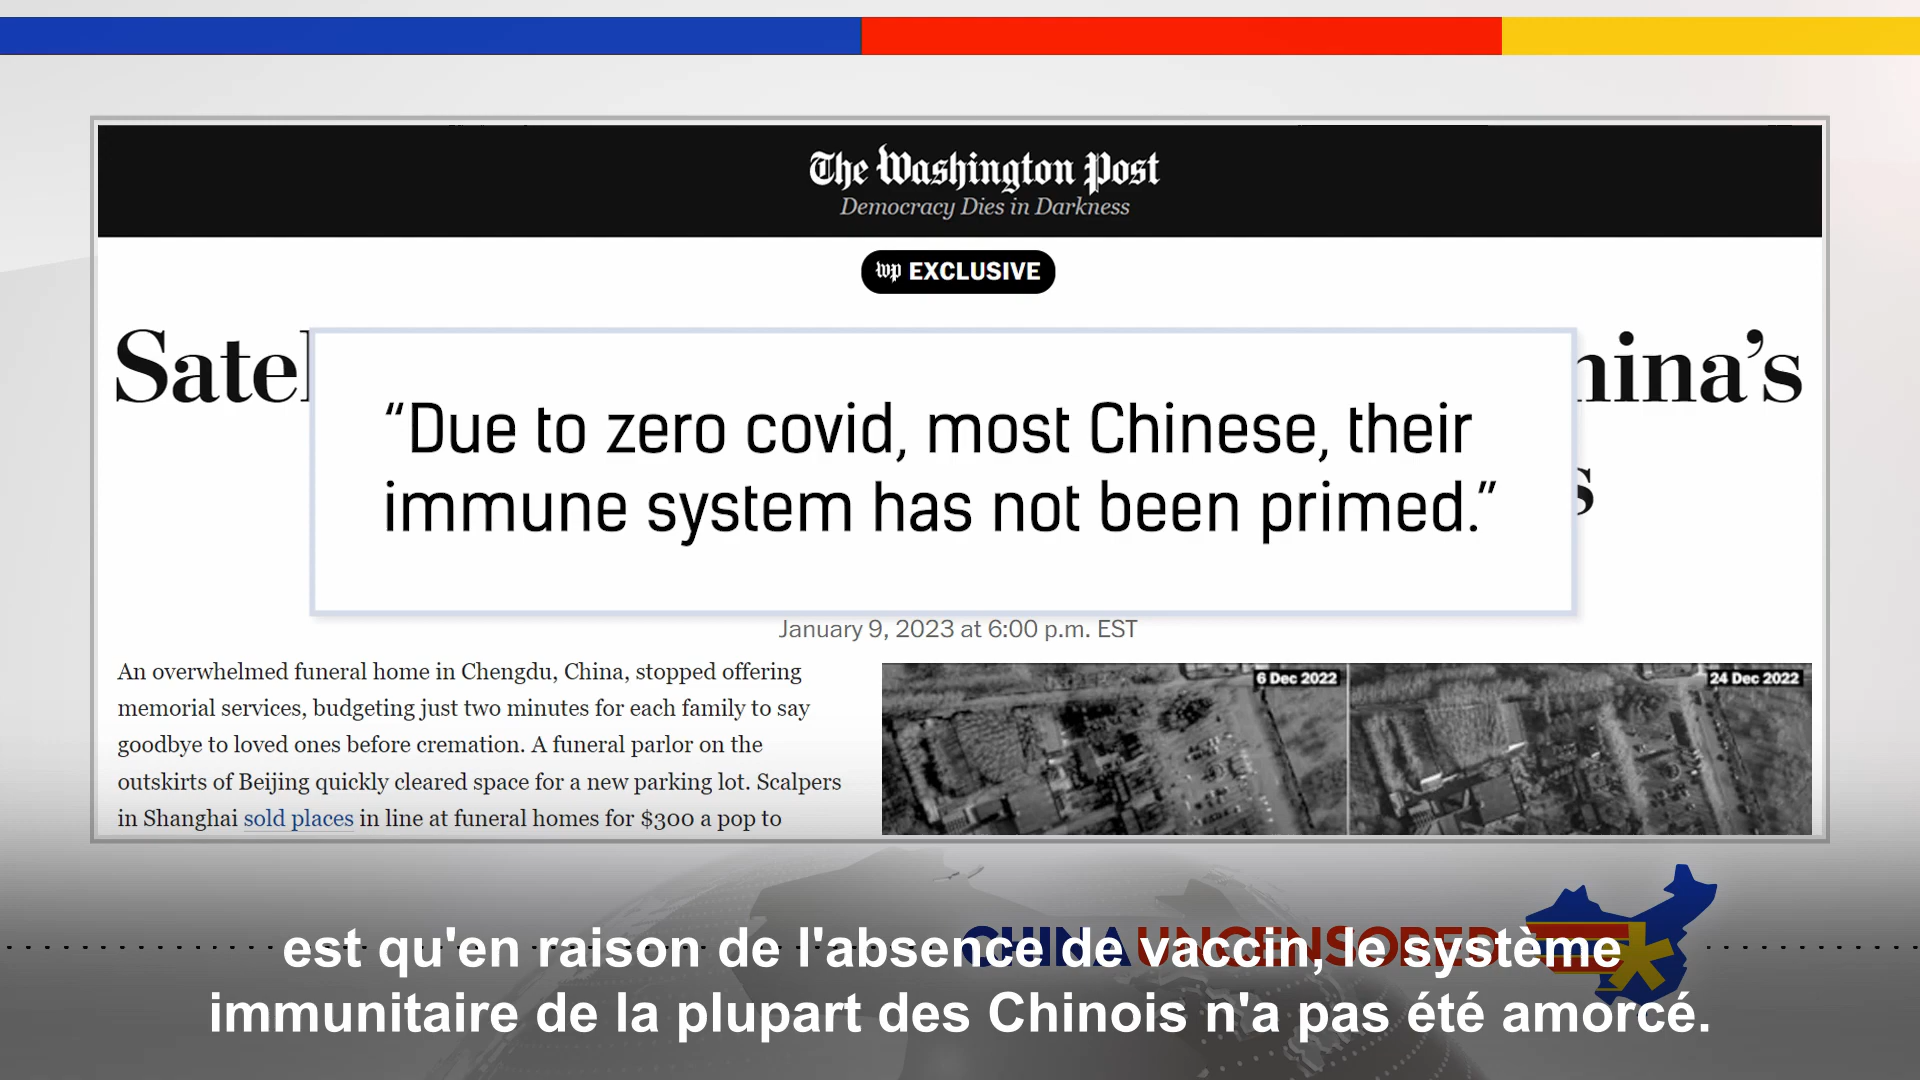 The Washington Post
Democracy Dies in Darkness
wp EXCLUSIVE
hina's
“Due to zero covid, most Chinese, their
immune system has not been primed.”
January 9, 2023 at 6:00 p.m. EST
An overwhelmed funeral home in Chengdu, China, stopped offering
memorial services, budgeting just two minutes for each family to say
goodbye to loved ones before cremation. A funeral parlor on the
outskirts of Beijing quickly cleared space for a new parking lot. Scalpers
in Shanghai sold places in line at funeral homes for $300 a pop to
6 Dec 2022
24 Dec 2022
CHINA UNCENSORED
est qu'en raison de l'absence de vaccin, le système
immunitaire de la plupart des Chinois n'a pas été amorcé.